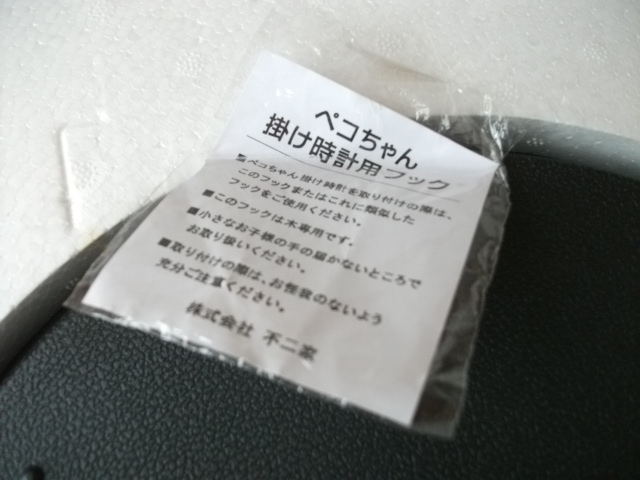 ペコちゃん
掛け時計用フック
■ペコちゃん掛け時計を取り付けの際は、
このフックまたはこれに類似した
フックをご使用ください。
■このフックは木専用です。
■小さなお子様の手の届かないところで
お取り扱いください。
■取り付けの際は、お怪我のないよう
充分ご注意ください。
株式会社 不二家